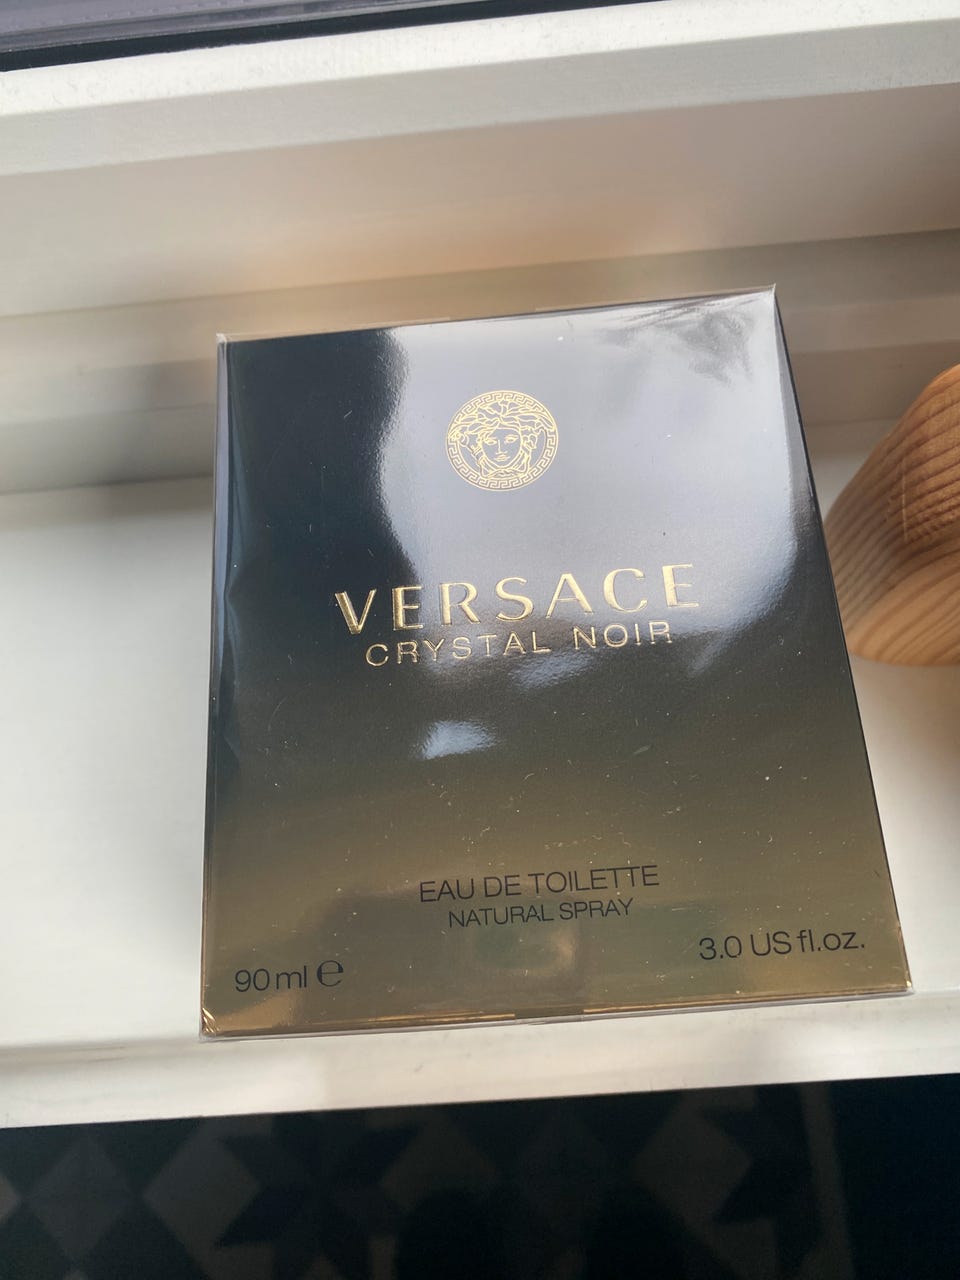 VERSACE
CRYSTAL NOIR
EAU DE TOILETTE
NATURAL SPRAY
90 ml ℮
3.0 US fl.oz.